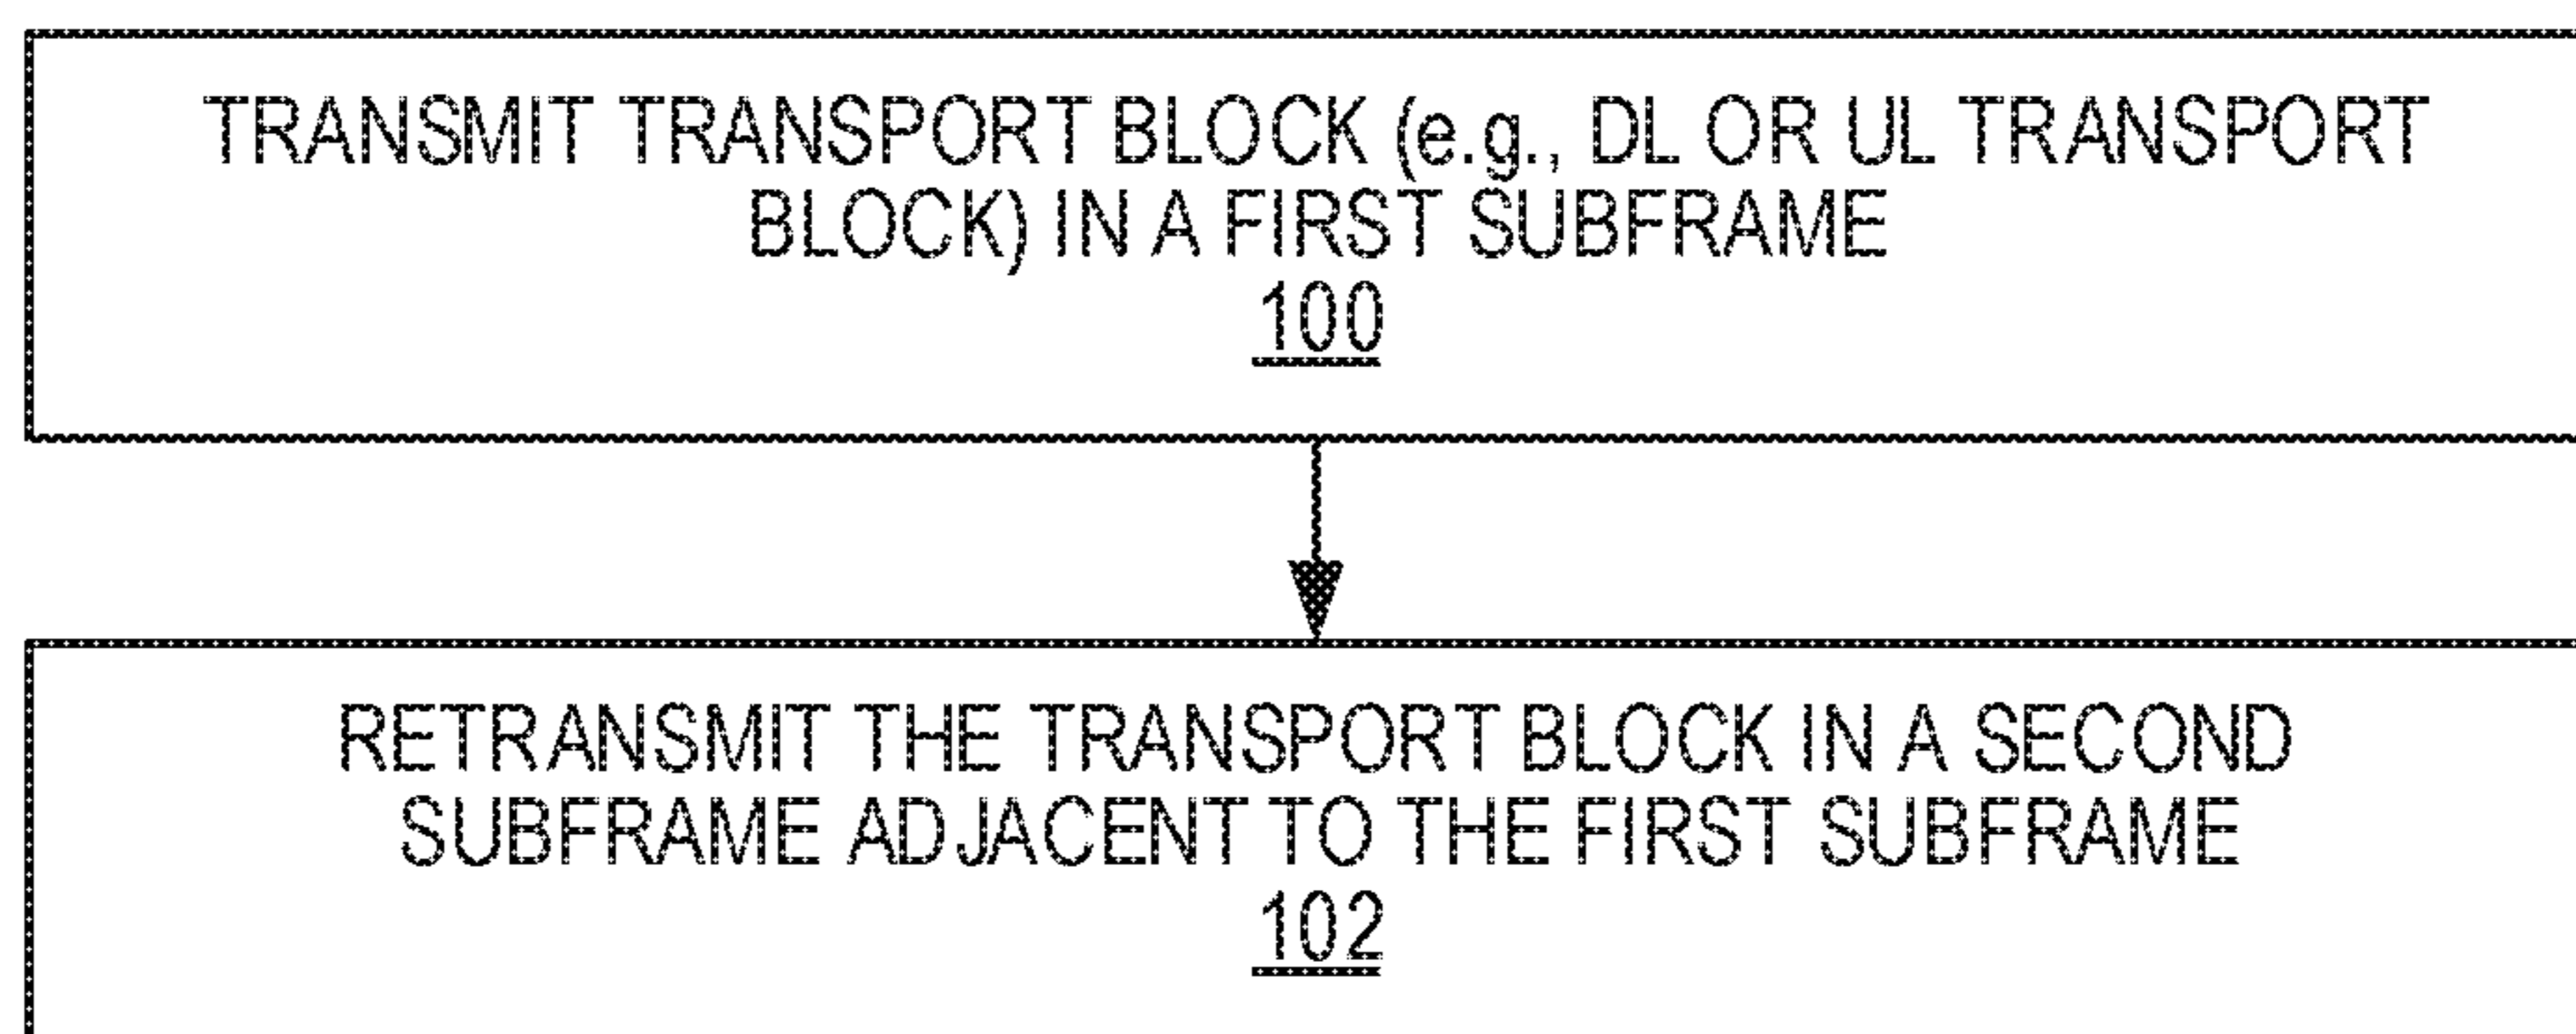 TRANSMIT TRANSPORT BLOCK (e.g., DL OR UL TRANSPORT
BLOCK) IN A FIRST SUBFRAME
100
RETRANSMIT THE TRANSPORT BLOCK IN A SECOND
SUBFRAME ADJACENT TO THE FIRST SUBFRAME
102